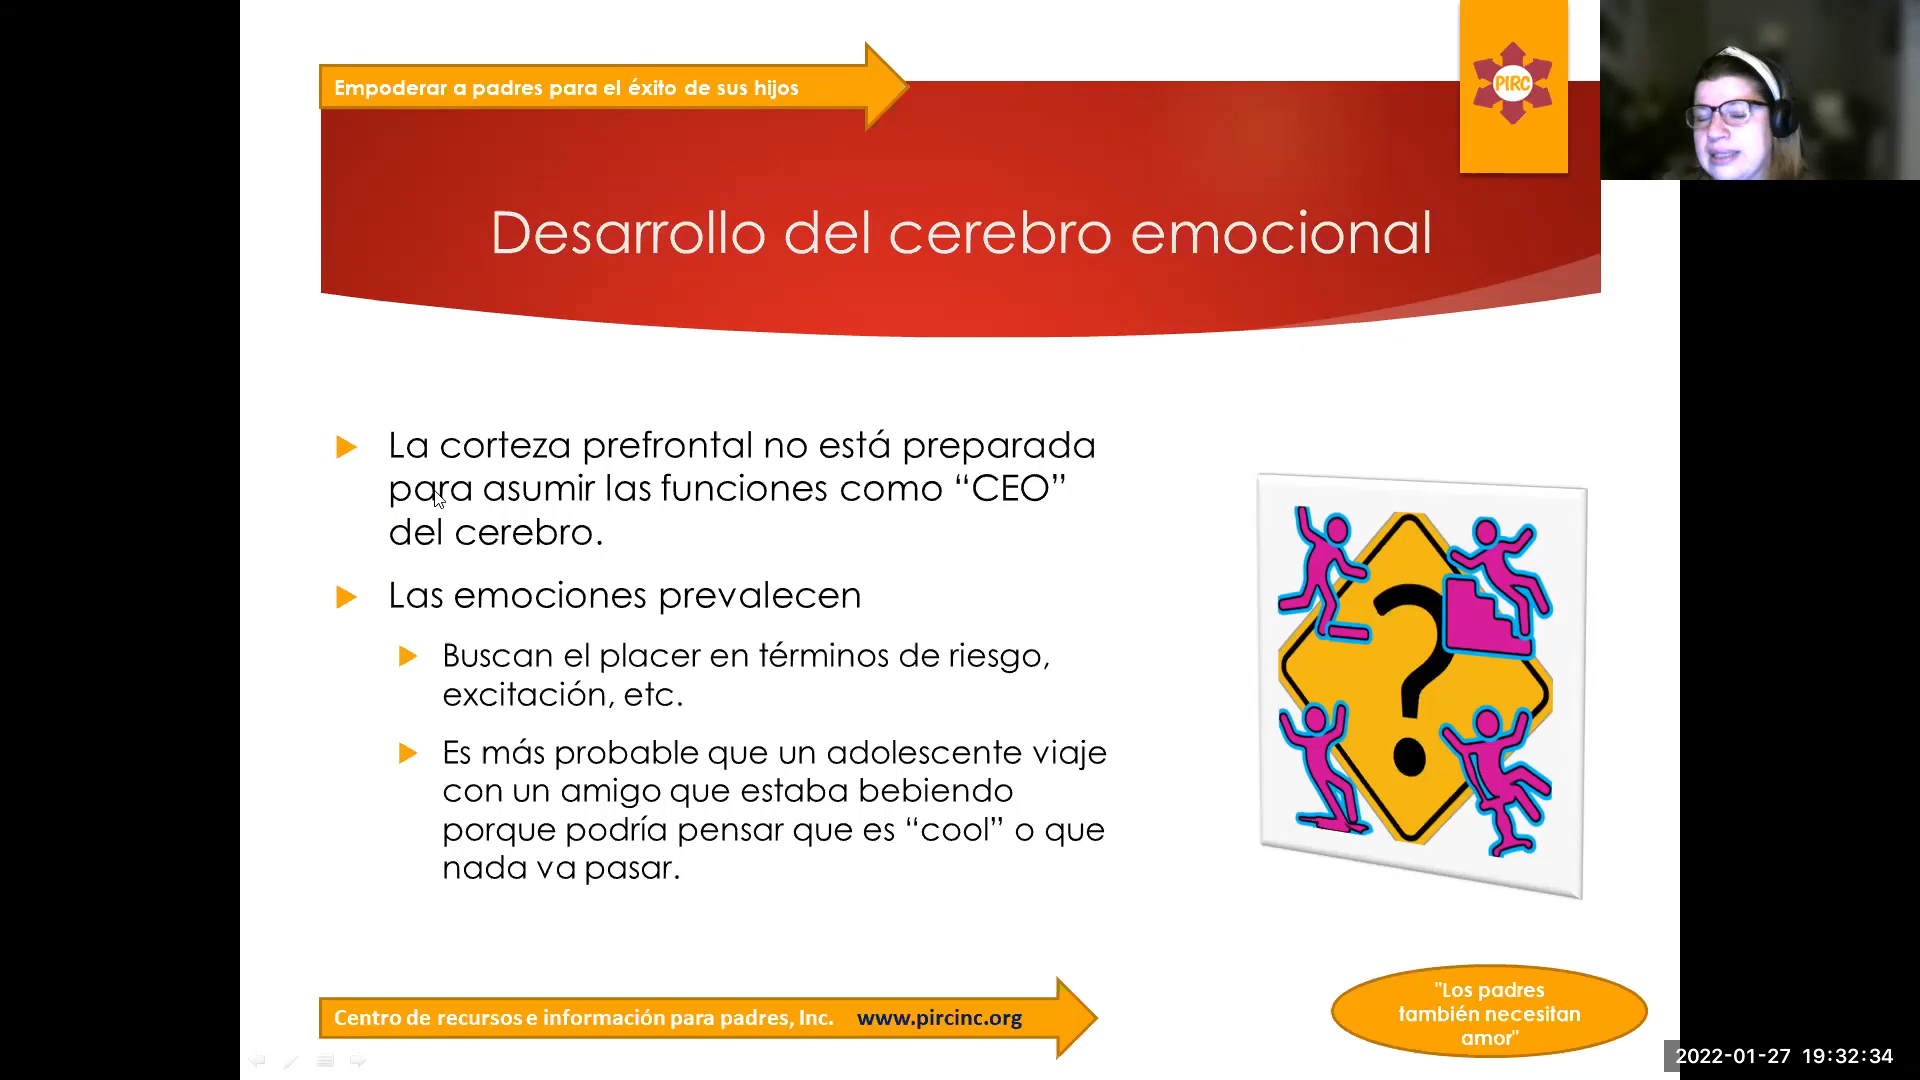 Empoderar a padres para el éxito de sus hijos
PIRC
Desarrollo del cerebro emocional
La corteza prefrontal no está preparada
para asumir las funciones como “CEO”
del cerebro.
Las emociones prevalecen
Buscan el placer en términos de riesgo,
excitación, etc.
Es más probable que un adolescente viaje
con un amigo que estaba bebiendo
porque podría pensar que es “cool” o que
nada va pasar.
?
Centro de recursos e información para padres, Inc. www.pircinc.org
"Los padres
también necesitan
amor"
2022-01-27 19:32:34